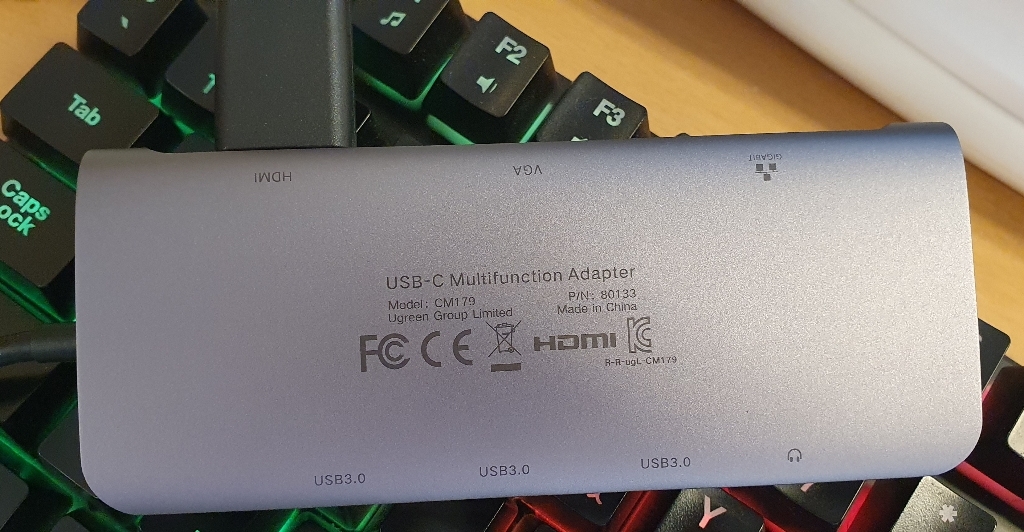 F2
F3
Tab
Caps
ock
HDMI
VGA
GIGABIT
USB-C Multifunction Adapter
Model: CM179 P/N: 80133
Ugreen Group Limited Made in China
FC CE HDMI
R-R-ugL-CM179
USB3.0 USB3.0 USB3.0
Y